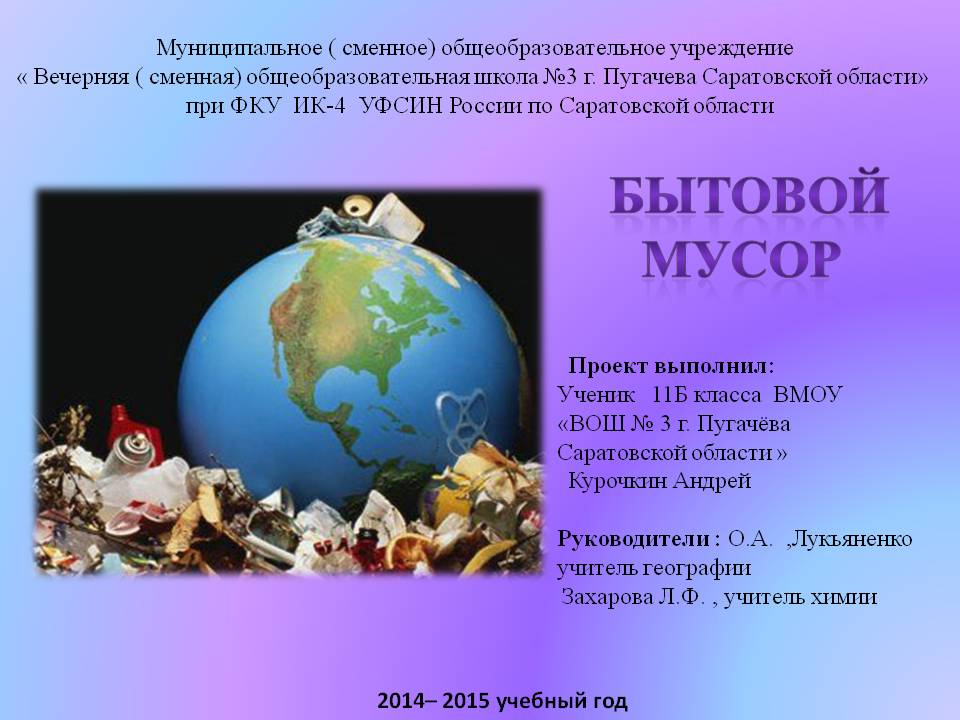 Муниципальное ( сменное) общеобразовательное учреждение
« Вечерняя ( сменная) общеобразовательная школа №3 г. Пугачева Саратовской области»
при ФКУ ИК-4 УФСИН России по Саратовской области
БЫТОВОЙ
МУСОР
Проект выполнил:
Ученик 11Б класса ВМОУ
«ВОШ № 3 г. Пугачёва
Саратовской области »
Курочкин Андрей
Руководители : О.А. ,Лукьяненко
учитель географии
Захарова Л.Ф. , учитель химии
2014– 2015 учебный год